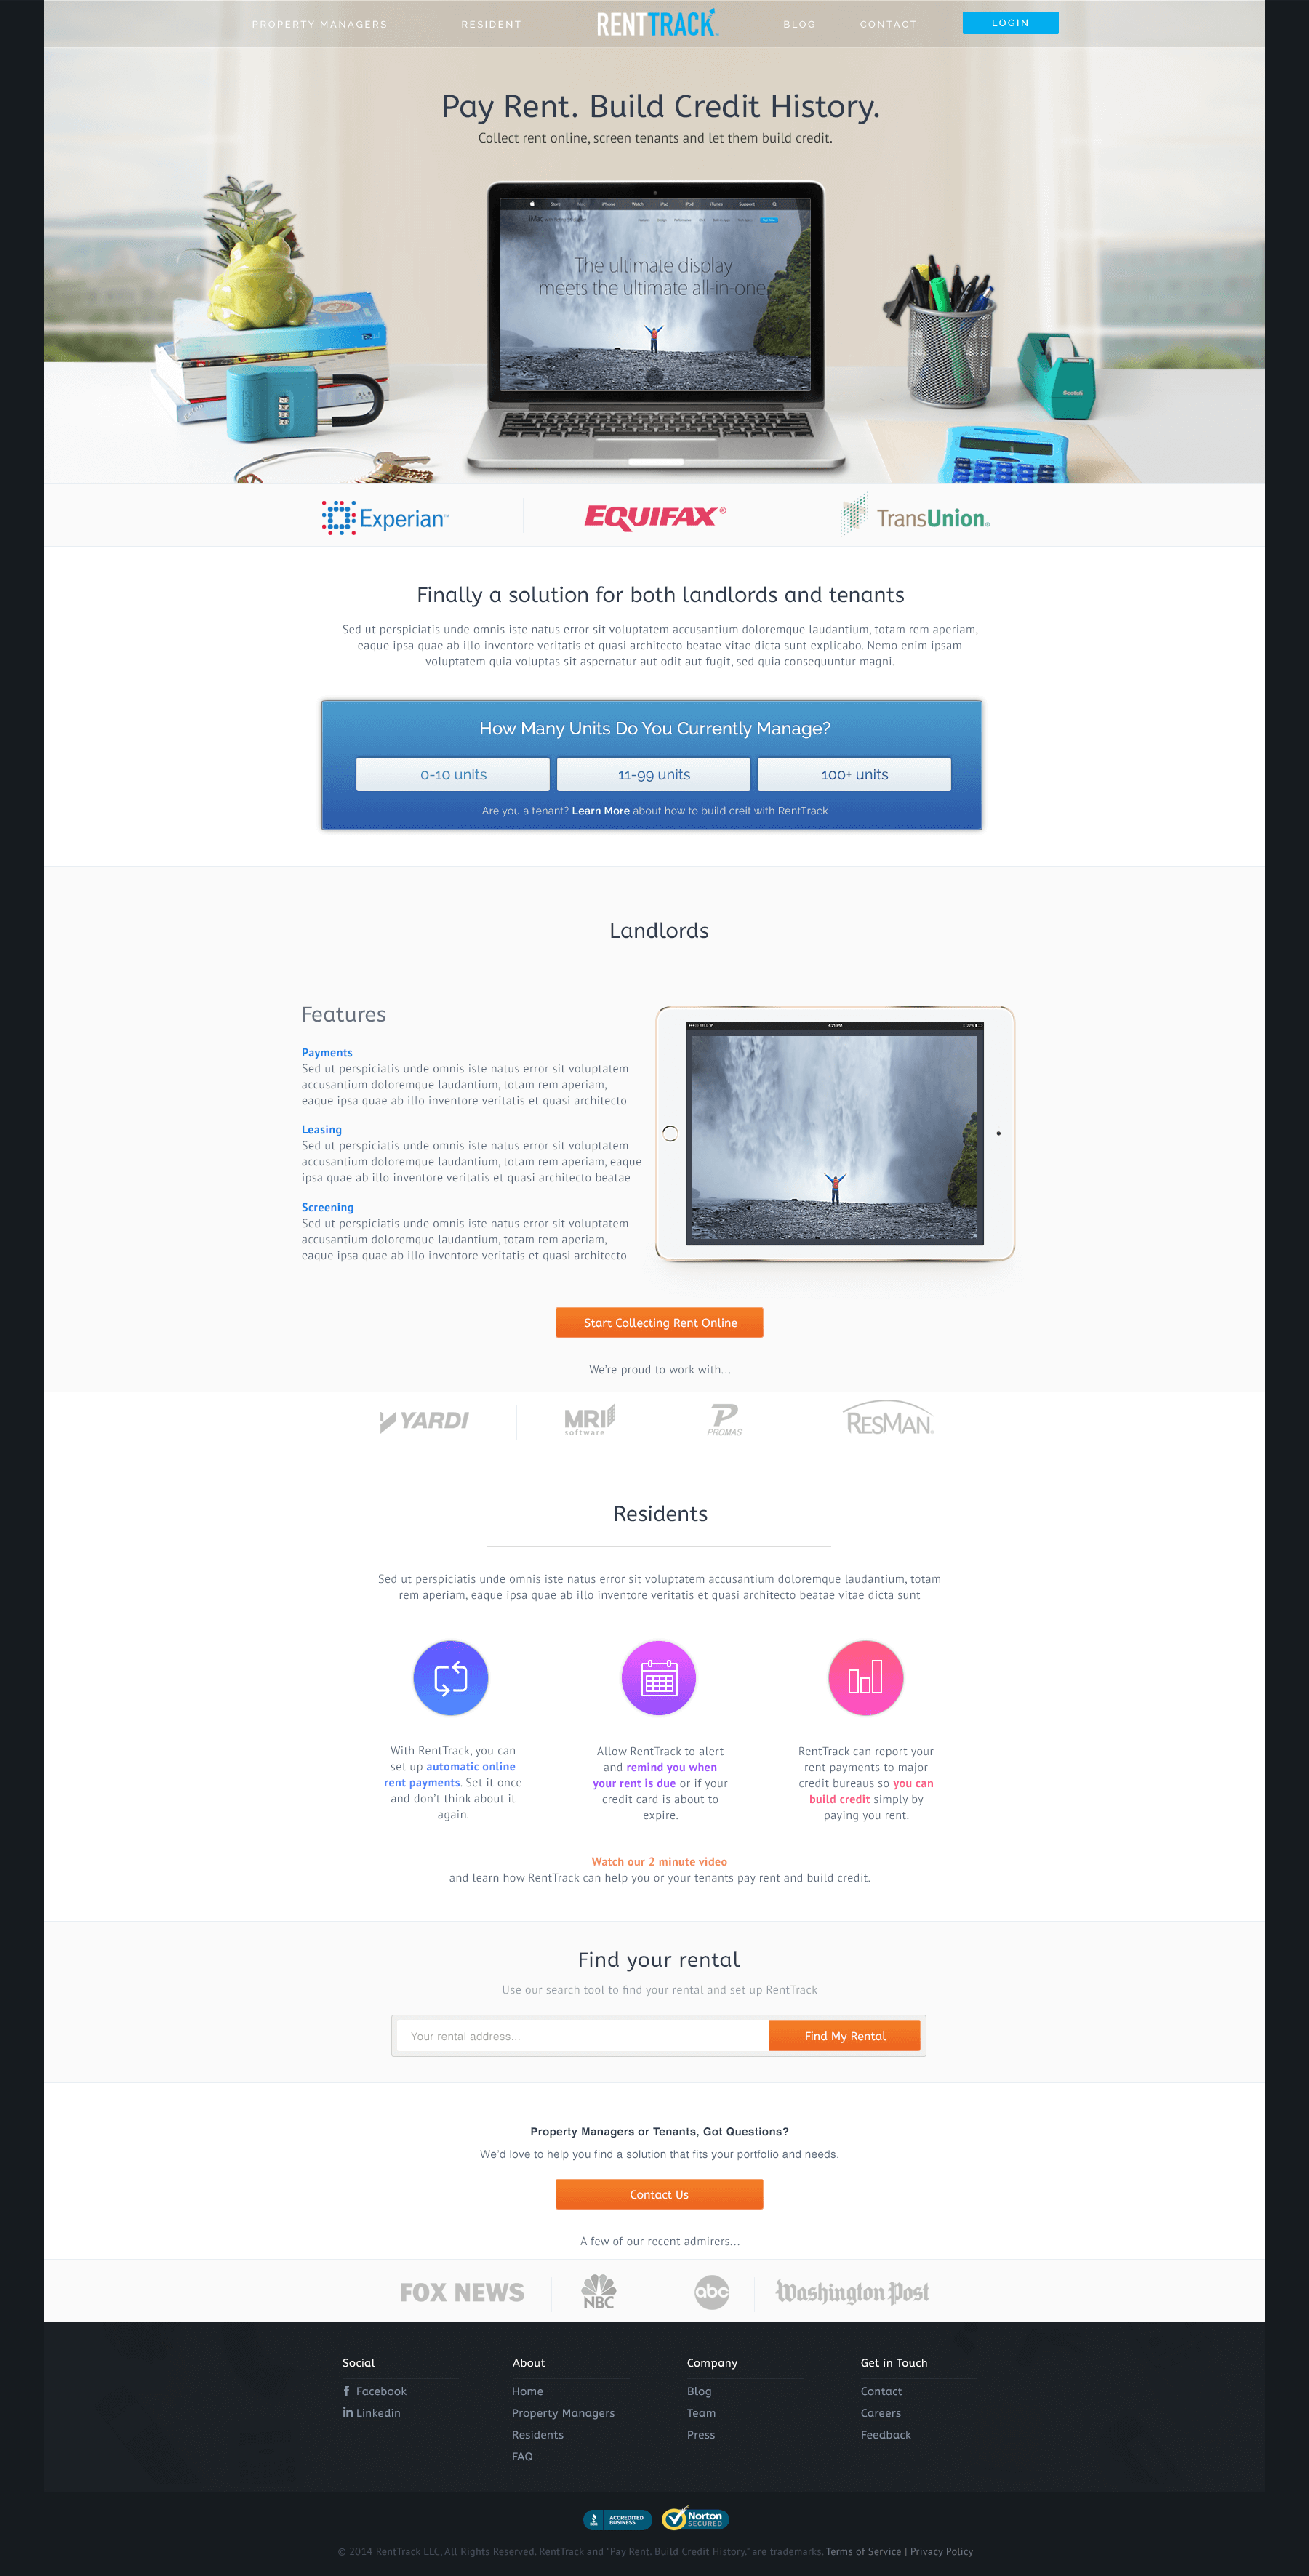 PROPERTY MANAGERS
RESIDENT
RENTTRACK
BLOG
CONTACT
LOGIN
Pay Rent. Build Credit History.
Collect rent online, screen tenants and let them build credit.
Store Mac iPhone Watch iPad iPod iTunes Support
iMac
The ultimate display
meets the ultimate all-in-one.
Scotch
Experian™
EQUIFAX®
TransUnion®
Finally a solution for both landlords and tenants
Sed ut perspiciatis unde omnis iste natus error sit voluptatem accusantium doloremque laudantium, totam rem aperiam,
eaque ipsa quae ab illo inventore veritatis et quasi architecto beatae vitae dicta sunt explicabo. Nemo enim ipsam
voluptatem quia voluptas sit aspernatur aut odit aut fugit, sed quia consequuntur magni.
How Many Units Do You Currently Manage?
0-10 units
11-99 units
100+ units
Are you a tenant? Learn More about how to build creit with RentTrack
Landlords
Features
Payments
Sed ut perspiciatis unde omnis iste natus error sit voluptatem
accusantium doloremque laudantium, totam rem aperiam,
eaque ipsa quae ab illo inventore veritatis et quasi architecto
Leasing
Sed ut perspiciatis unde omnis iste natus error sit voluptatem
accusantium doloremque laudantium, totam rem aperiam, eaque
ipsa quae ab illo inventore veritatis et quasi architecto beatae
Screening
Sed ut perspiciatis unde omnis iste natus error sit voluptatem
accusantium doloremque laudantium, totam rem aperiam,
eaque ipsa quae ab illo inventore veritatis et quasi architecto
4:21 PM
Start Collecting Rent Online
We're proud to work with...
YARDI
MRI
software
P
PROMAS
RESMAN®
Residents
Sed ut perspiciatis unde omnis iste natus error sit voluptatem accusantium doloremque laudantium, totam
rem aperiam, eaque ipsa quae ab illo inventore veritatis et quasi architecto beatae vitae dicta sunt
With RentTrack, you can
set up automatic online
rent payments. Set it once
and don't think about it
again.
Allow RentTrack to alert
and remind you when
your rent is due or if your
credit card is about to
expire.
RentTrack can report your
rent payments to major
credit bureaus so you can
build credit simply by
paying you rent.
Watch our 2 minute video
and learn how RentTrack can help you or your tenants pay rent and build credit.
Find your rental
Use our search tool to find your rental and set up RentTrack
Your rental address...
Find My Rental
Property Managers or Tenants, Got Questions?
We'd love to help you find a solution that fits your portfolio and needs.
Contact Us
A few of our recent admirers...
FOX NEWS
NBC
abc
Washington Post
Social
Facebook
Linkedin
About
Home
Property Managers
Residents
FAQ
Company
Blog
Team
Press
Get in Touch
Contact
Careers
Feedback
ACCREDITED
BUSINESS
Norton
SECURED
© 2014 RentTrack LLC, All Rights Reserved. RentTrack and "Pay Rent. Build Credit History." are trademarks. Terms of Service | Privacy Policy